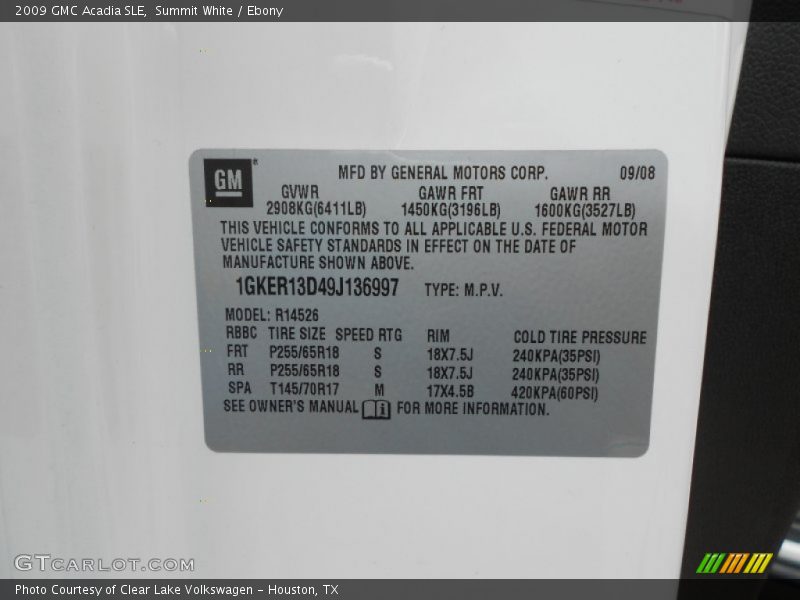 2009 GMC Acadia SLE, Summit White / Ebony
GM
MFD BY GENERAL MOTORS CORP. 09/08
GVWR GAWR FRT GAWR RR
2908KG(6411LB) 1450KG(3196LB) 1600KG(3527LB)
THIS VEHICLE CONFORMS TO ALL APPLICABLE U.S. FEDERAL MOTOR
VEHICLE SAFETY STANDARDS IN EFFECT ON THE DATE OF
MANUFACTURE SHOWN ABOVE.
1GKER13D49J136997 TYPE: M.P.V.
MODEL: R14526
RBBC TIRE SIZE SPEED RTG RIM COLD TIRE PRESSURE
FRT P255/65R18 S 18X7.5J 240KPA(35PSI)
RR P255/65R18 S 18X7.5J 240KPA(35PSI)
SPA T145/70R17 M 17X4.5B 420KPA(60PSI)
SEE OWNER'S MANUAL i FOR MORE INFORMATION.
GTCARLOT.COM
Photo Courtesy of Clear Lake Volkswagen - Houston, TX